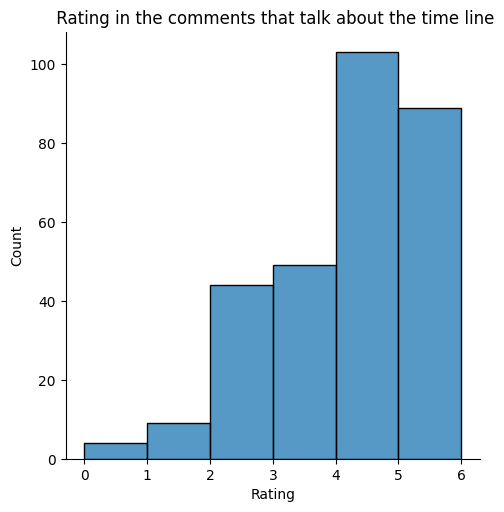 Rating in the comments that talk about the time line
100
80
60
40
20
0
Count
0 1 2 3 4 5 6
Rating